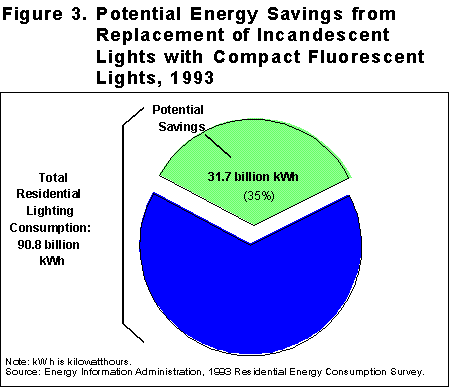 Figure 3. Potential Energy Savings from
Replacement of Incandescent
Lights with Compact Fluorescent
Lights, 1993
Potential
Savings
31.7 billion kWh
(35%)
Total
Residential
Lighting
Consumption:
90.8 billion
kWh
Note: kWh is kilowatthours.
Source: Energy Information Administration, 1993 Residential Energy Consumption Survey.